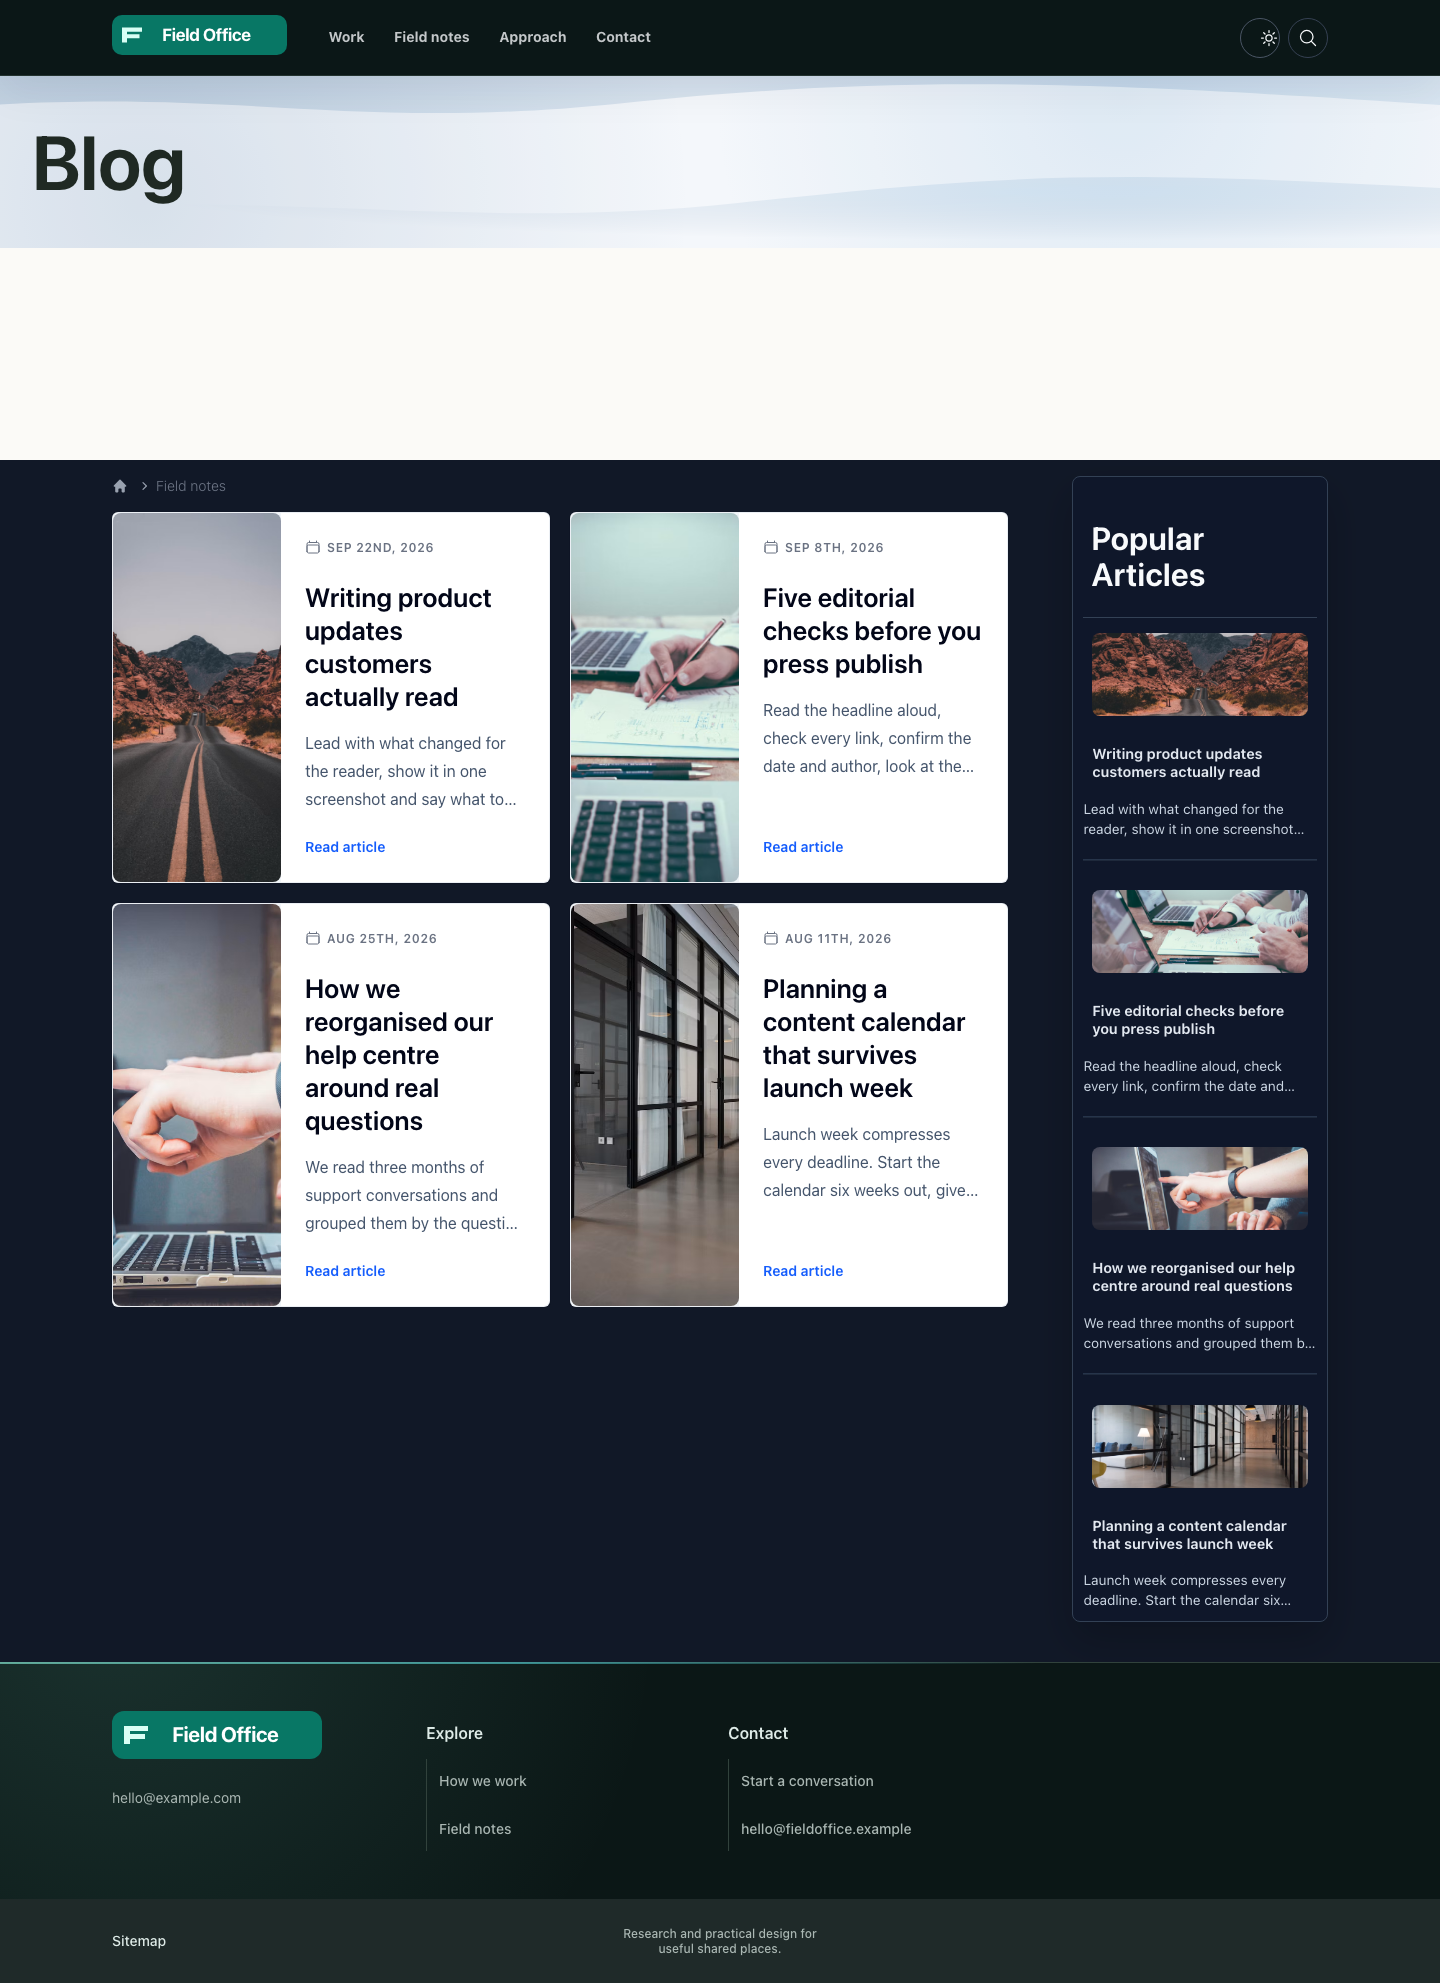 Field Office
Work
Field notes
Approach
Contact
Blog
Field notes
SEP 22ND, 2026
Writing product
updates
customers
actually read
Lead with what changed for
the reader, show it in one
screenshot and say what to...
Read article
SEP 8TH, 2026
Five editorial
checks before you
press publish
Read the headline aloud,
check every link, confirm the
date and author, look at the...
Read article
AUG 25TH, 2026
How we
reorganised our
help centre
around real
questions
We read three months of
support conversations and
grouped them by the questi...
Read article
AUG 11TH, 2026
Planning a
content calendar
that survives
launch week
Launch week compresses
every deadline. Start the
calendar six weeks out, give...
Read article
Popular
Articles
Writing product updates
customers actually read
Lead with what changed for the
reader, show it in one screenshot...
Five editorial checks before
you press publish
Read the headline aloud, check
every link, confirm the date and...
How we reorganised our help
centre around real questions
We read three months of support
conversations and grouped them b...
Planning a content calendar
that survives launch week
Launch week compresses every
deadline. Start the calendar six...
Field Office
hello@example.com
Explore
How we work
Field notes
Contact
Start a conversation
hello@fieldoffice.example
Sitemap
Research and practical design for
useful shared places.